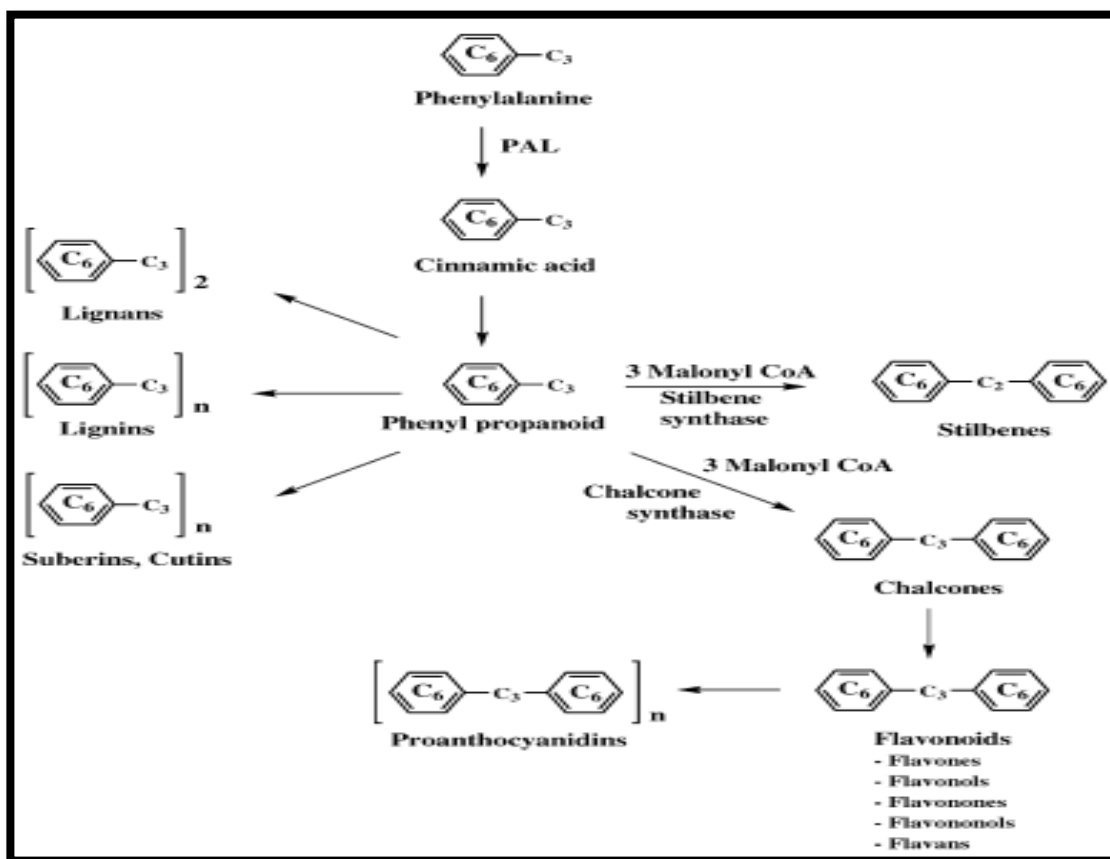 C6 C3
Phenylalanine
PAL
C6 C3
Cinnamic acid
[C6 C3]2
Lignans
[C6 C3]n
Lignins
C6 C3
Phenyl propanoid
3 Malonyl CoA
Stilbene
synthase
C6 C2 C6
Stilbenes
[C6 C3]n
Suberins, Cutins
3 Malonyl CoA
Chalcone
synthase
C6 C3 C6
Chalcones
[C6 C3 C6]n
Proanthocyanidins
C6 C3 C6
Flavonoids
- Flavones
- Flavonols
- Flavonones
- Flavononols
- Flavans